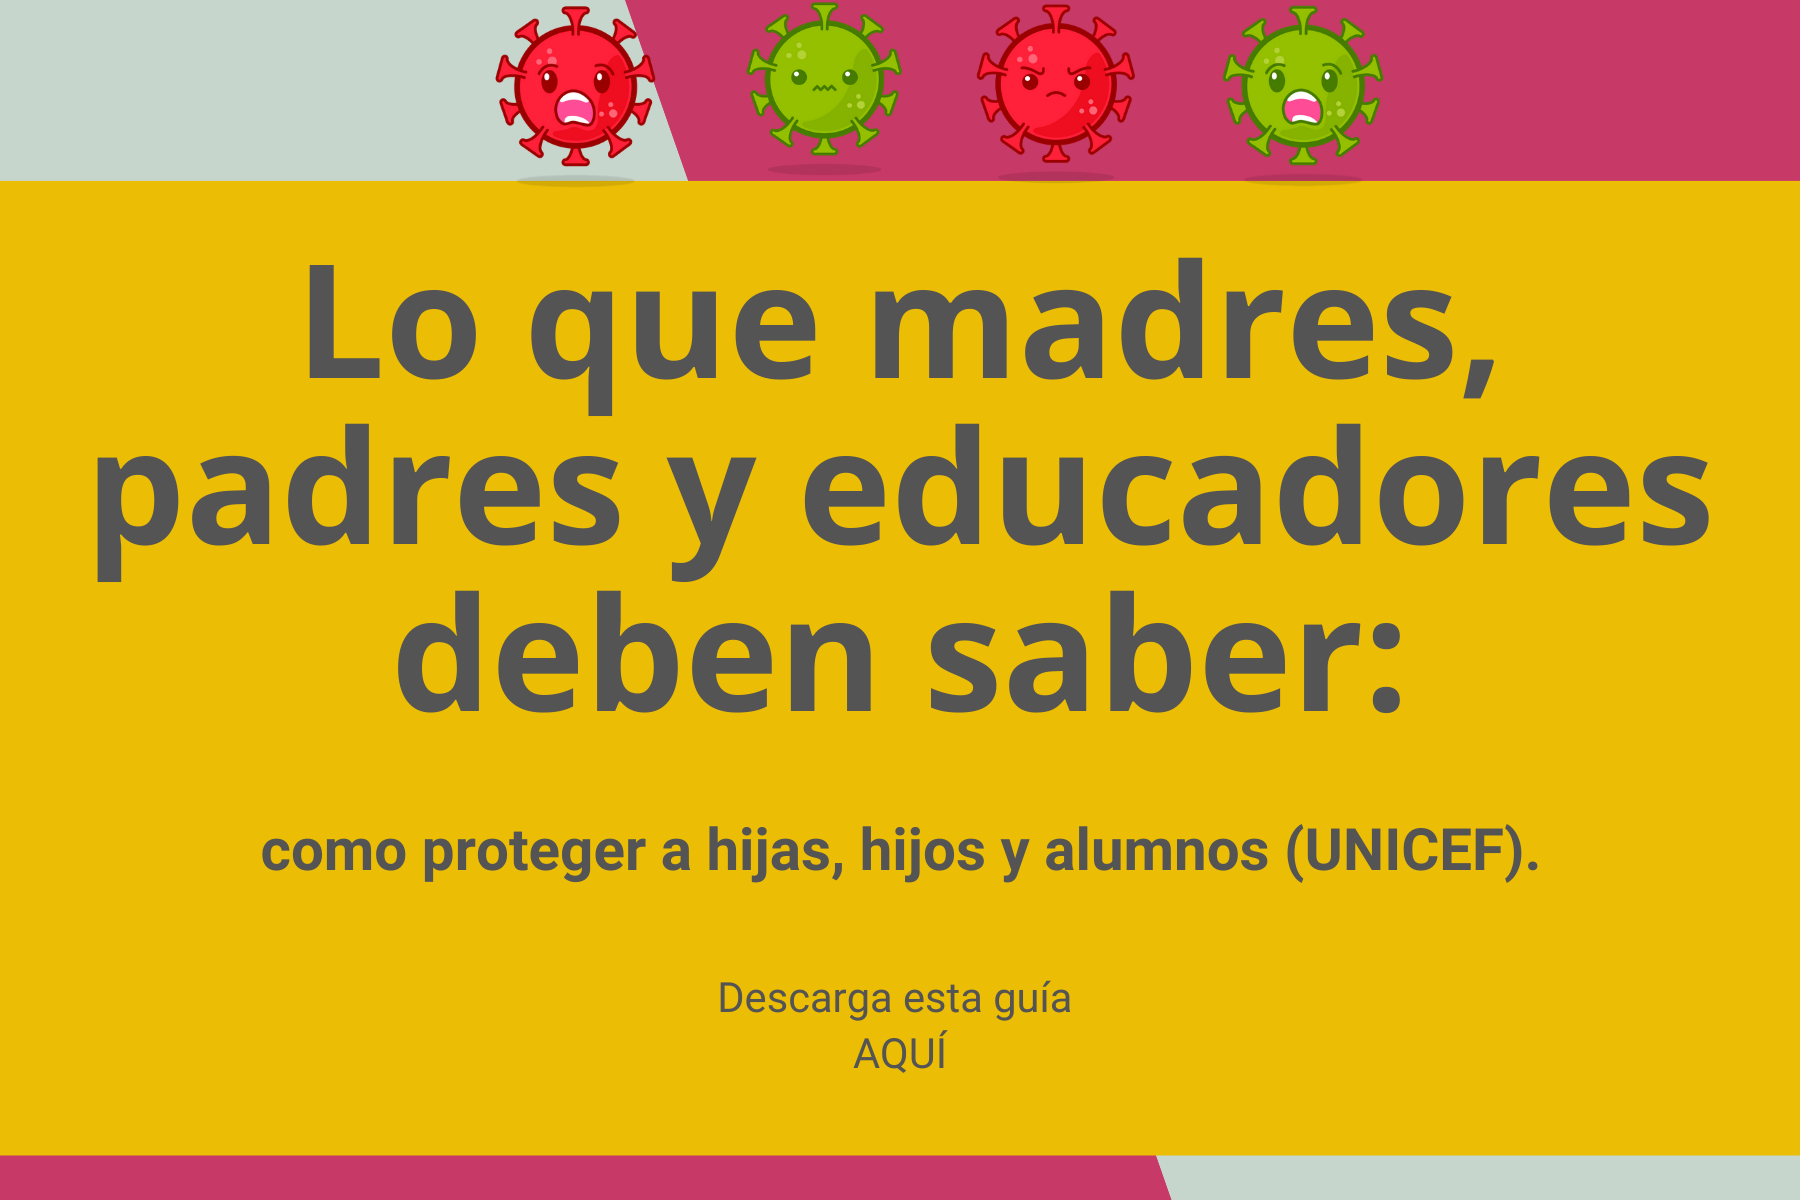 Lo que madres,
padres y educadores
deben saber:
como proteger a hijas, hijos y alumnos (UNICEF).
Descarga esta guía
AQUÍ